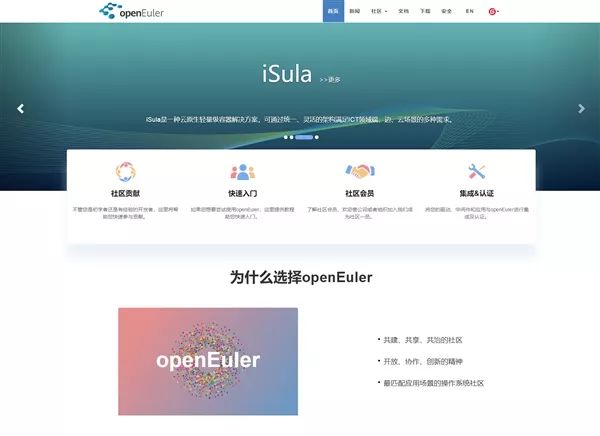 openEuler
首页 新闻 社区 文档 下载 安全 EN
iSula >>更多
iSula是一种云原生轻量级容器解决方案，可通过统一、灵活的架构满足ICT领域端、边、云场景的多种需求。
社区贡献
不管您是初学者还是有经验的开发者，这里将帮
助您快速参与贡献。
快速入门
如果您想要尝试使用openEuler，这里提供教程
助您快速入门。
社区会员
了解社区会员，欢迎贵公司或者组织加入我们成
为社区一员。
集成&认证
将您的驱动、中间件和应用与openEuler进行集
成及认证。
为什么选择openEuler
openEuler
• 共建、共享、共治的社区
• 开放、协作、创新的精神
• 最匹配应用场景的操作系统社区